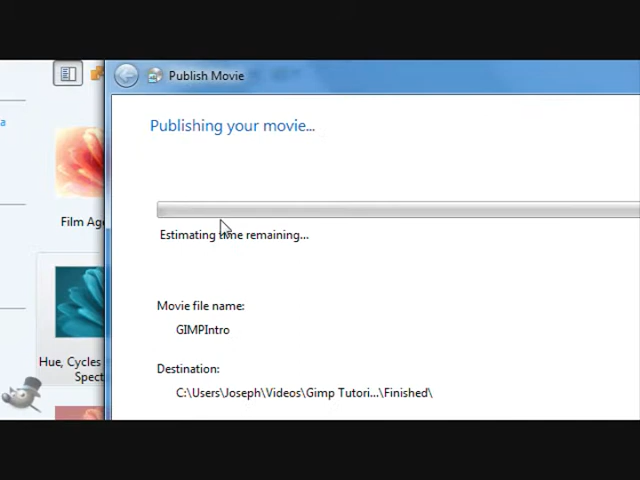 Publish Movie
a
Publishing your movie...
Film Ag
Estimating time remaining...
Movie file name:
GIMPIntro
Hue, Cycles
Spect
Destination:
C:\Users\Joseph\Videos\Gimp Tutori...\Finished\